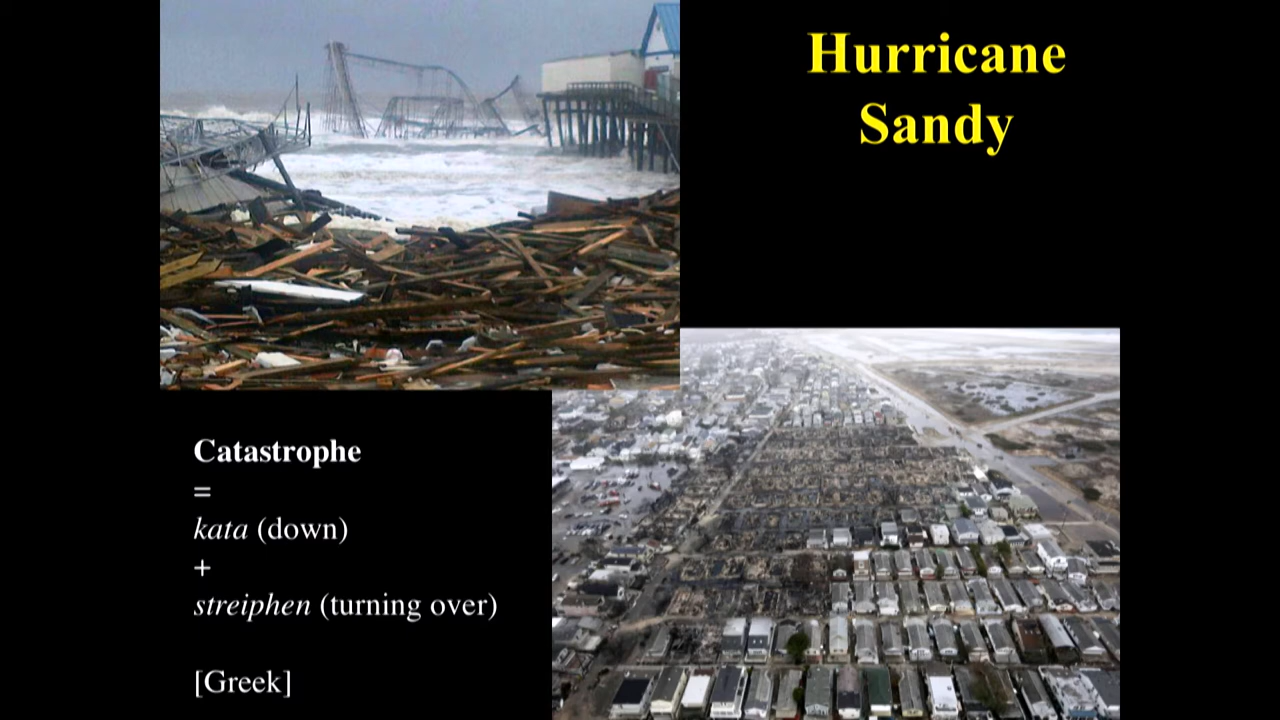 Hurricane
Sandy
Catastrophe
=
kata (down)
+
streiphen (turning over)
[Greek]